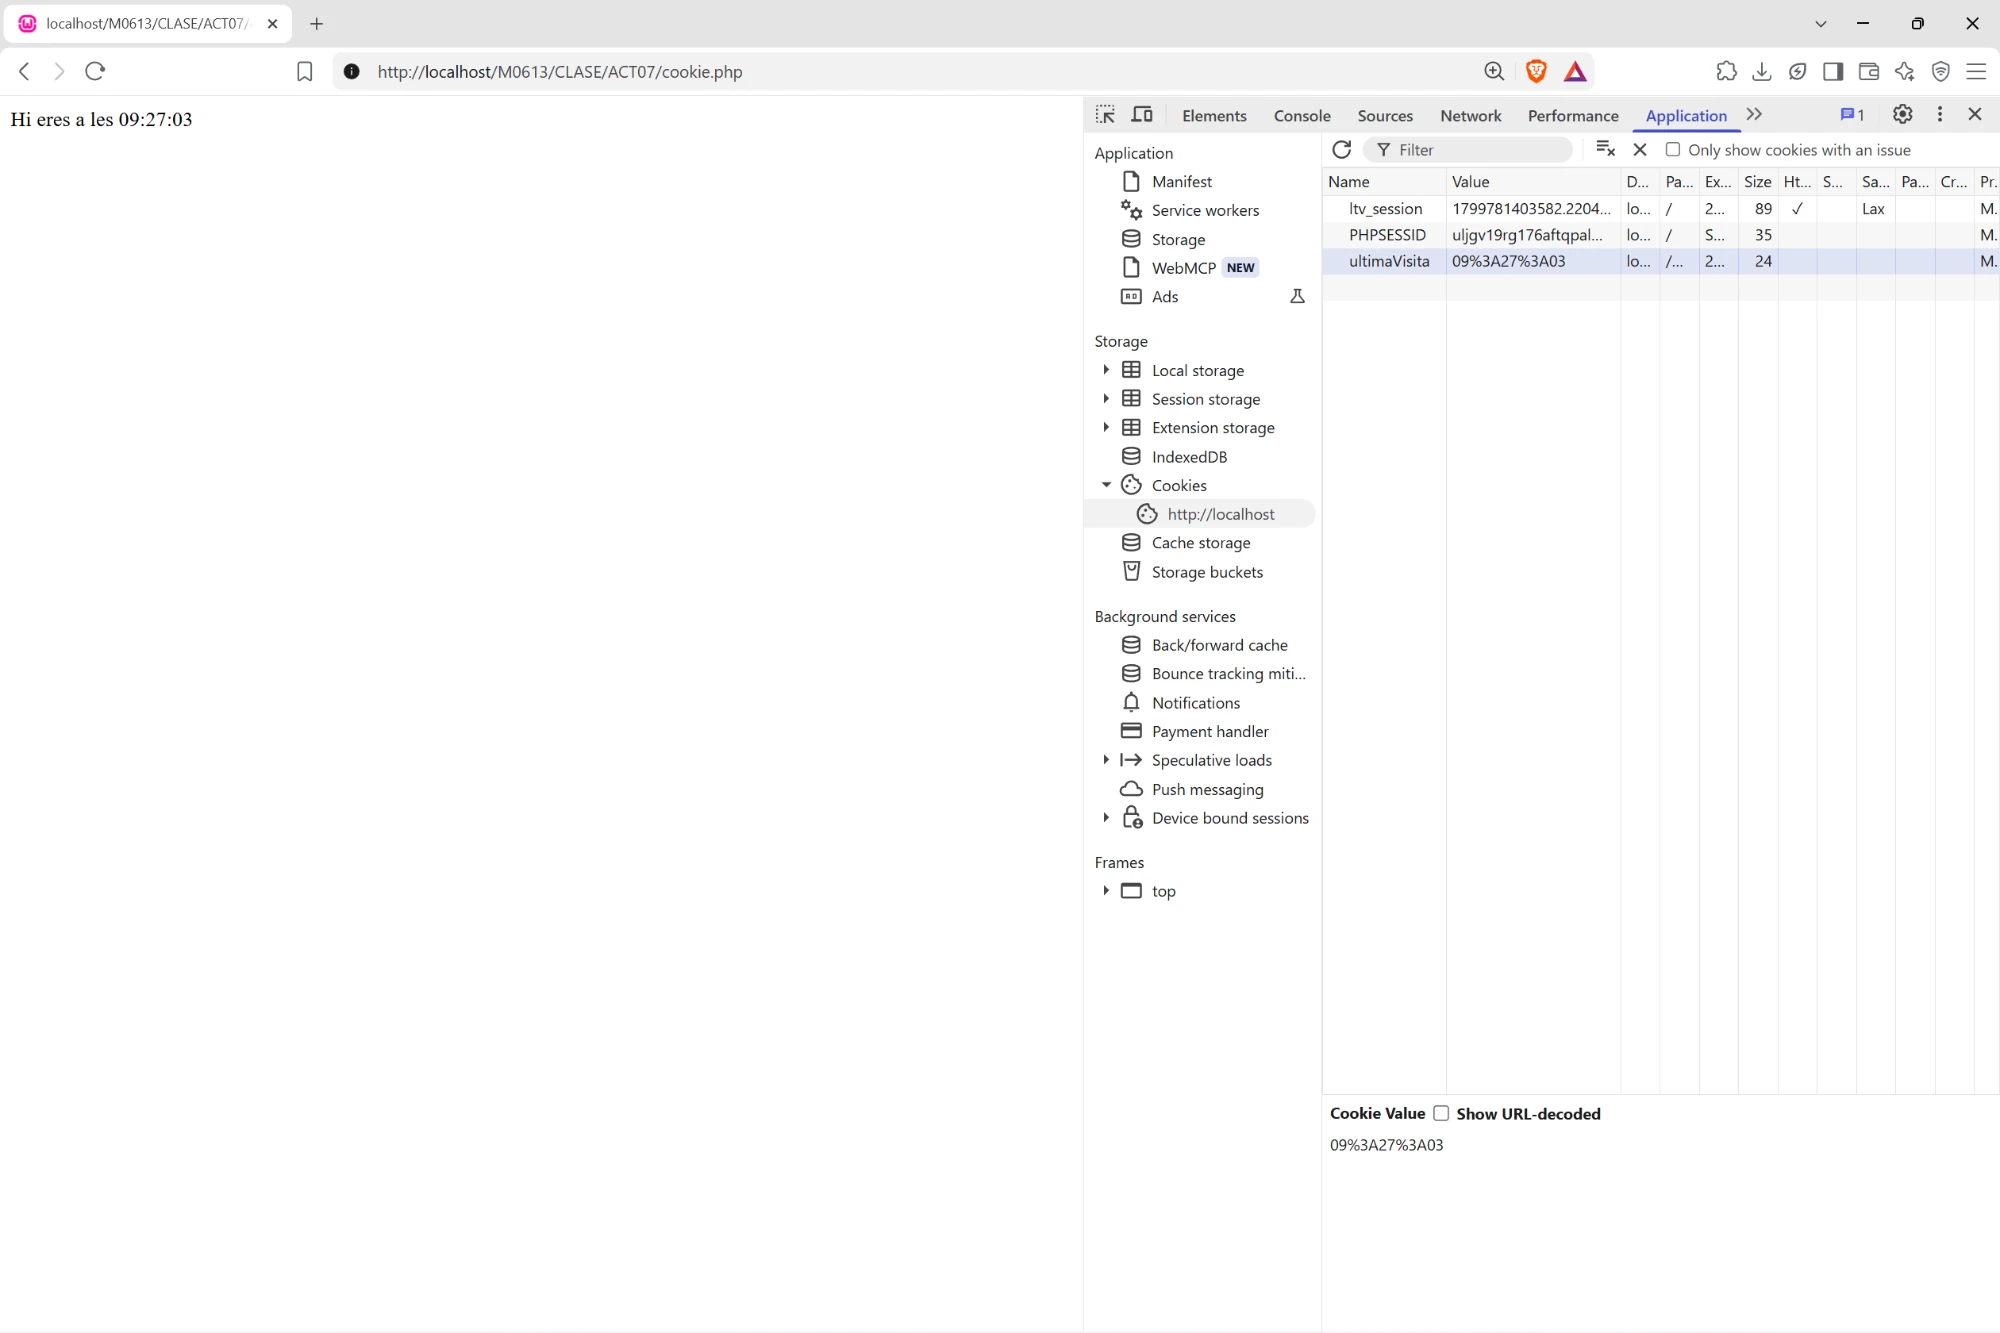 localhost/M0613/CLASE/ACT07/
http://localhost/M0613/CLASE/ACT07/cookie.php
Hi eres a les 09:27:03
Elements Console Sources Network Performance Application 1
Application
Manifest
Service workers
Storage
WebMCP NEW
Ads
Storage
Local storage
Session storage
Extension storage
IndexedDB
Cookies
http://localhost
Cache storage
Storage buckets
Background services
Back/forward cache
Bounce tracking miti...
Notifications
Payment handler
Speculative loads
Push messaging
Device bound sessions
Frames
top
Filter Only show cookies with an issue
Name Value D... Pa... Ex... Size Ht... S... Sa... Pa... Cr... Pr.
ltv_session 1799781403582.2204... lo... / 2... 89 ✓ Lax M.
PHPSESSID uljgv19rg176aftqpal... lo... / S... 35 M.
ultimaVisita 09%3A27%3A03 lo... /... 2... 24 M.
Cookie Value Show URL-decoded
09%3A27%3A03